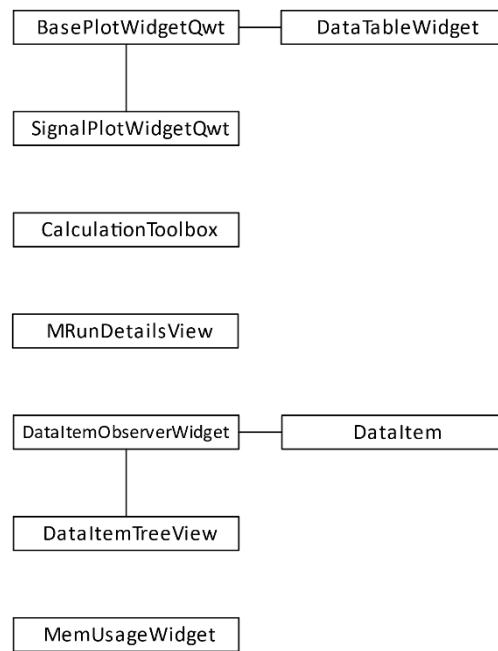 BasePlotWidgetQwt
DataTableWidget
SignalPlotWidgetQwt
CalculationToolbox
MRunDetailsView
DataItemObserverWidget
DataItem
DataItemTreeView
MemUsageWidget